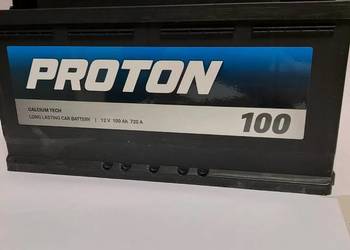 PROTON
CALCIUM TECH
LONG LASTING CAR BATTERY | 12 V 100 Ah 720 A
100